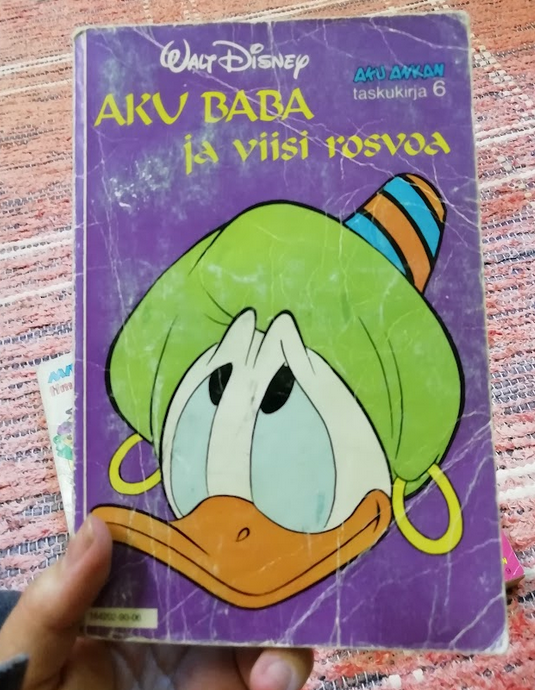 WALT DISNEY
AKU ANKAN
taskukirja 6
AKU BABA
ja viisi rosvoa